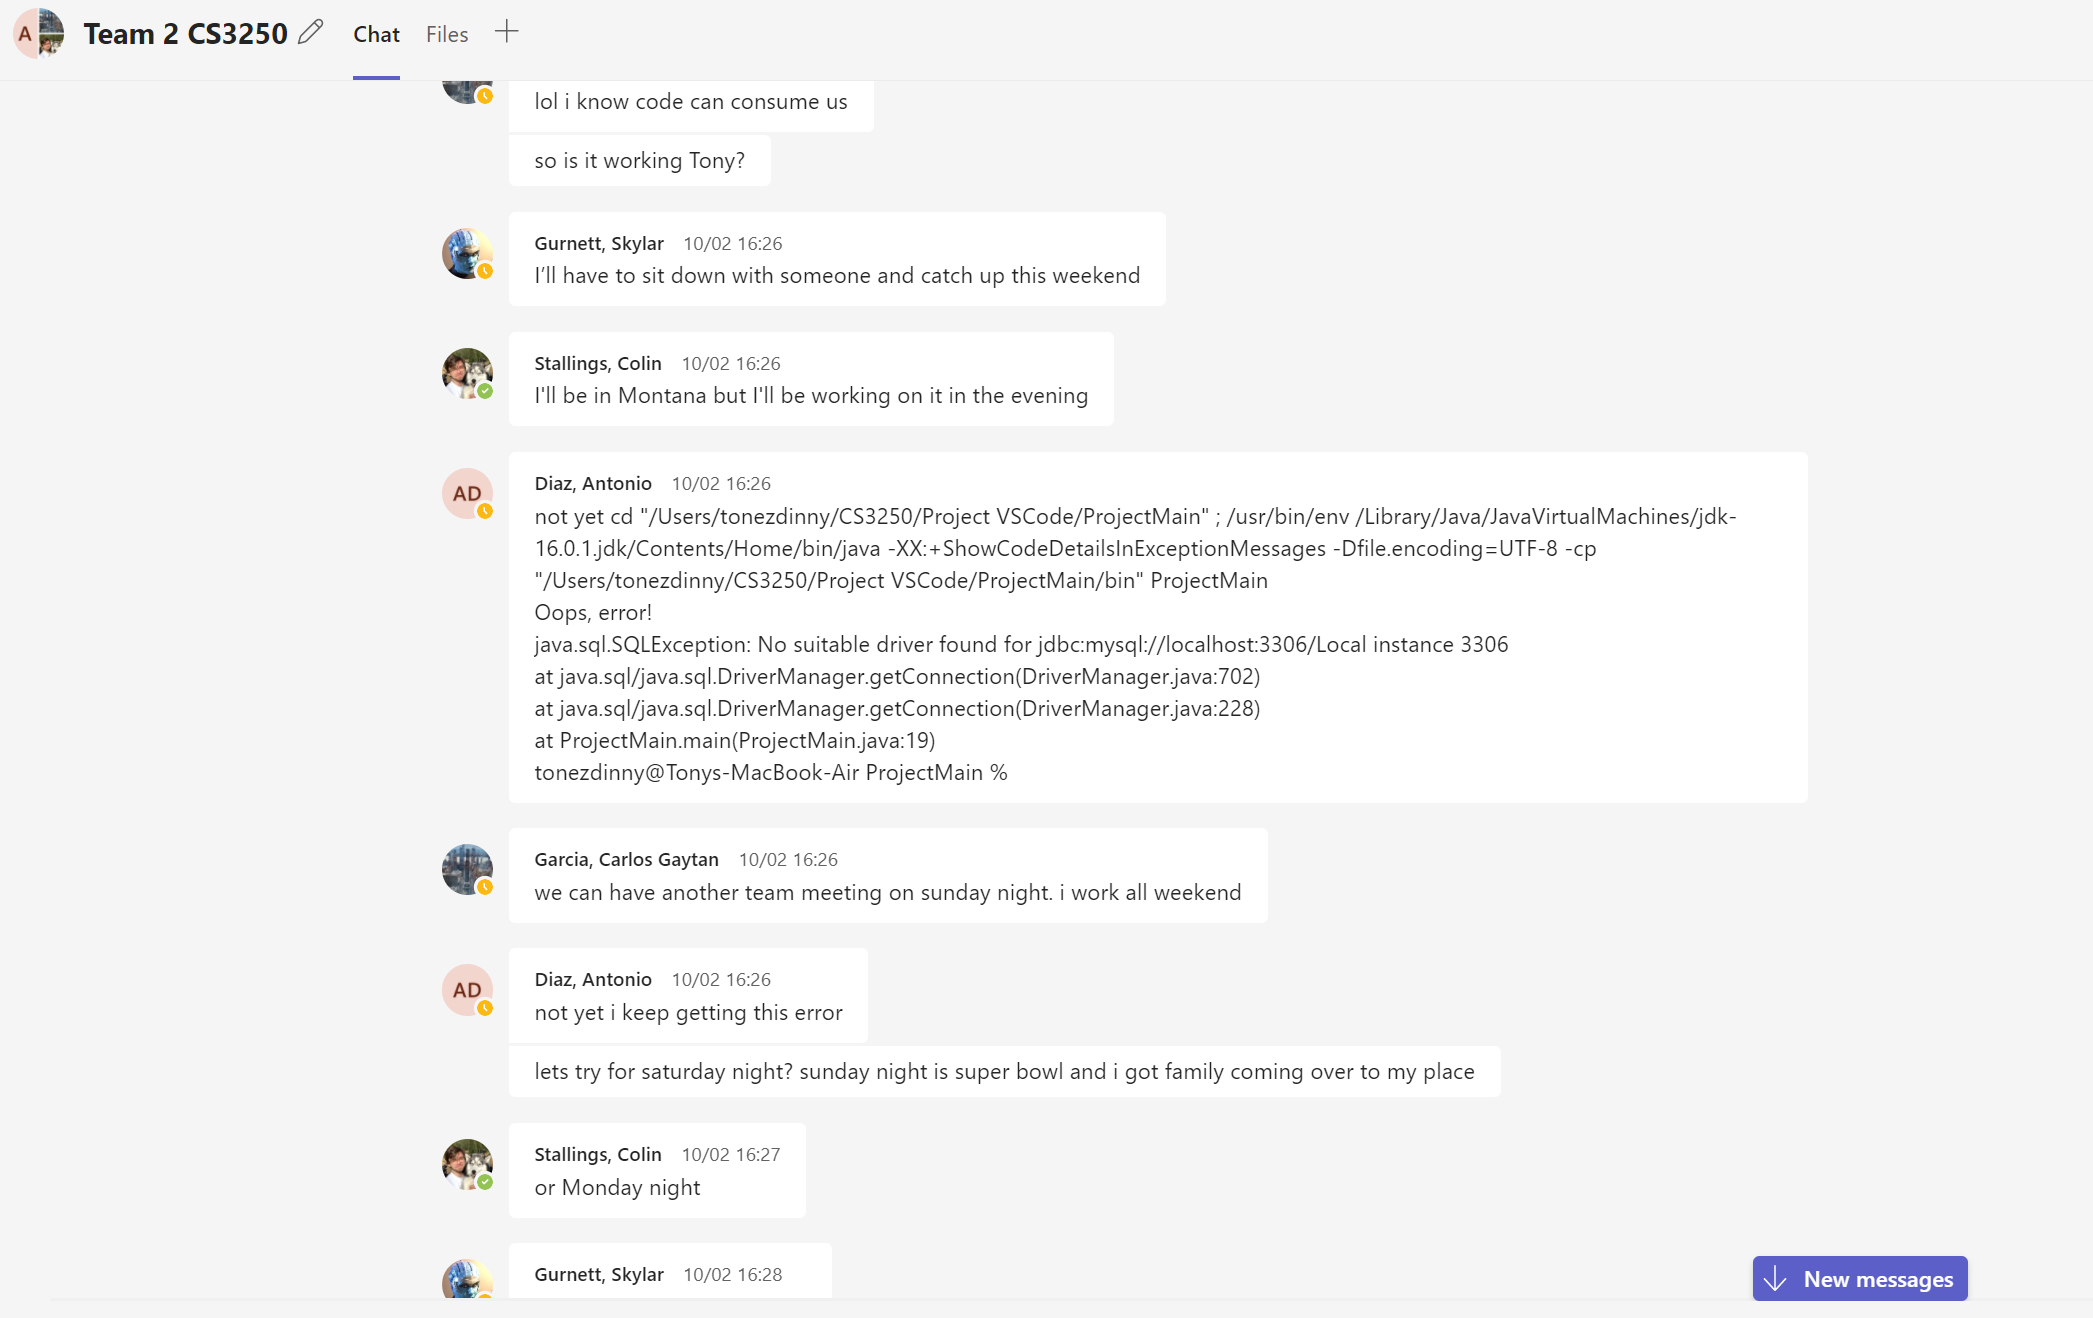 A
Team 2 CS3250
Chat
Files
lol i know code can consume us
so is it working Tony?
Gurnett, Skylar 10/02 16:26
I’ll have to sit down with someone and catch up this weekend
Stallings, Colin 10/02 16:26
I'll be in Montana but I'll be working on it in the evening
AD
Diaz, Antonio 10/02 16:26
not yet cd "/Users/tonezdinny/CS3250/Project VSCode/ProjectMain" ; /usr/bin/env /Library/Java/JavaVirtualMachines/jdk-
16.0.1.jdk/Contents/Home/bin/java -XX:+ShowCodeDetailsInExceptionMessages -Dfile.encoding=UTF-8 -cp
"/Users/tonezdinny/CS3250/Project VSCode/ProjectMain/bin" ProjectMain
Oops, error!
java.sql.SQLException: No suitable driver found for jdbc:mysql://localhost:3306/Local instance 3306
at java.sql/java.sql.DriverManager.getConnection(DriverManager.java:702)
at java.sql/java.sql.DriverManager.getConnection(DriverManager.java:228)
at ProjectMain.main(ProjectMain.java:19)
tonezdinny@Tonys-MacBook-Air ProjectMain %
Garcia, Carlos Gaytan 10/02 16:26
we can have another team meeting on sunday night. i work all weekend
AD
Diaz, Antonio 10/02 16:26
not yet i keep getting this error
lets try for saturday night? sunday night is super bowl and i got family coming over to my place
Stallings, Colin 10/02 16:27
or Monday night
Gurnett, Skylar 10/02 16:28
New messages